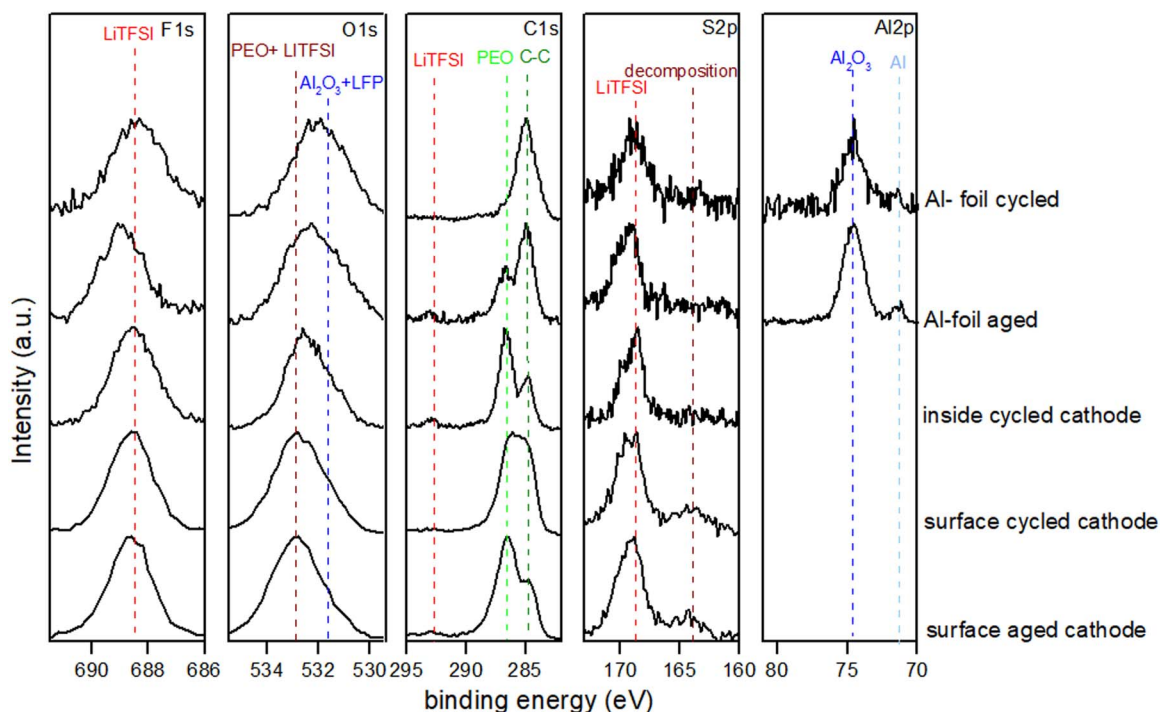 F1s
LiTFSI
O1s
PEO+ LITFSI
Al2O3+LFP
C1s
LiTFSI
PEO
C-C
S2p
decomposition
LiTFSI
Al2p
Al2O3
Al
Al- foil cycled
Al-foil aged
inside cycled cathode
surface cycled cathode
surface aged cathode
Intensity (a.u.)
690 688 686
534 532 530
295 290 285
170 165 160
80 75 70
binding energy (eV)